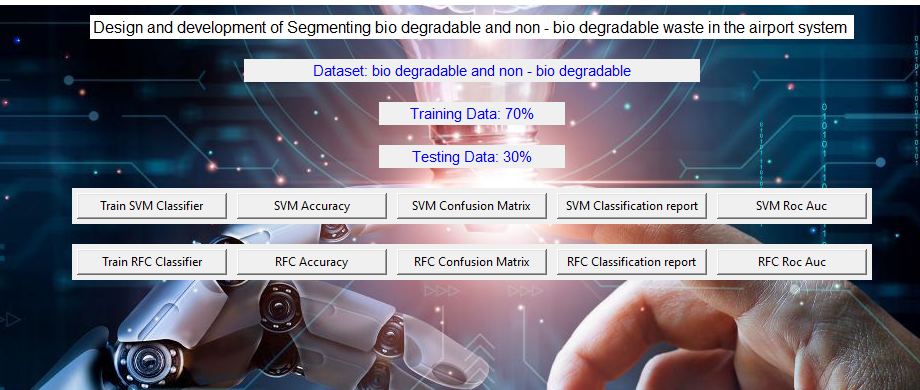 Design and development of Segmenting bio degradable and non - bio degradable waste in the airport system
Dataset: bio degradable and non - bio degradable
Training Data: 70%
Testing Data: 30%
Train SVM Classifier SVM Accuracy SVM Confusion Matrix SVM Classification report SVM Roc Auc
Train RFC Classifier RFC Accuracy RFC Confusion Matrix RFC Classification report RFC Roc Auc